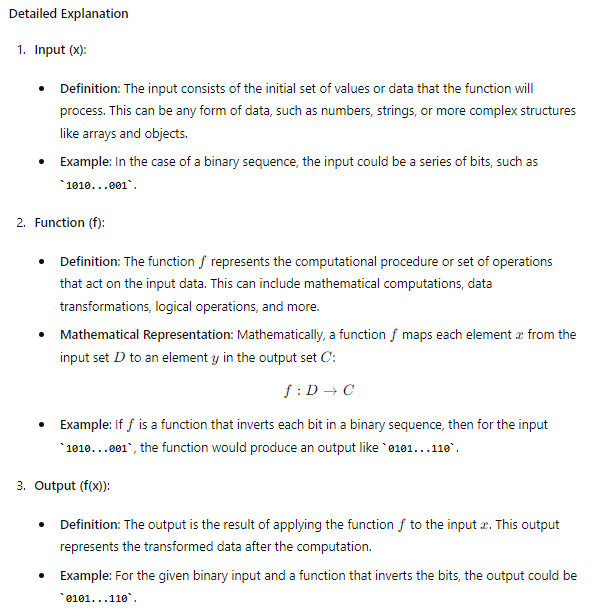 Detailed Explanation
1. Input (x):
• Definition: The input consists of the initial set of values or data that the function will
process. This can be any form of data, such as numbers, strings, or more complex structures
like arrays and objects.
• Example: In the case of a binary sequence, the input could be a series of bits, such as
`1010...001`.
2. Function (f):
• Definition: The function f represents the computational procedure or set of operations
that act on the input data. This can include mathematical computations, data
transformations, logical operations, and more.
• Mathematical Representation: Mathematically, a function f maps each element x from the
input set D to an element y in the output set C:
f : D → C
• Example: If f is a function that inverts each bit in a binary sequence, then for the input
`1010...001`, the function would produce an output like `0101...110`.
3. Output (f(x)):
• Definition: The output is the result of applying the function f to the input x. This output
represents the transformed data after the computation.
• Example: For the given binary input and a function that inverts the bits, the output could be
`0101...110`.